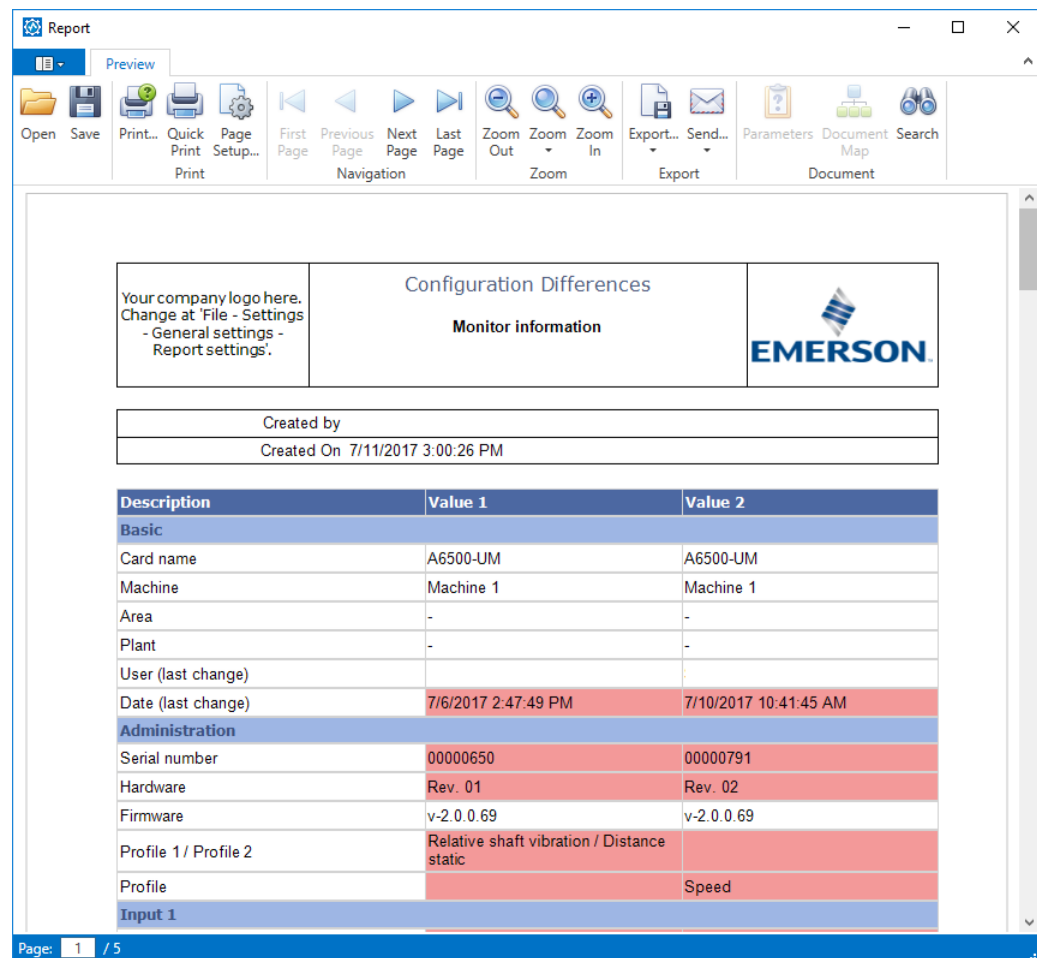 Report
Preview
Open Save Print... Quick Print Page Setup... First Page Previous Page Next Page Last Page Zoom Out Zoom Zoom In Export... Send... Parameters Document Map Search
Print Navigation Zoom Export Document
Your company logo here.
Change at 'File - Settings
- General settings -
Report settings'.
Configuration Differences
Monitor information
EMERSON.
Created by
Created On 7/11/2017 3:00:26 PM
Description Value 1 Value 2
Basic
Card name A6500-UM A6500-UM
Machine Machine 1 Machine 1
Area - -
Plant - -
User (last change)
Date (last change) 7/6/2017 2:47:49 PM 7/10/2017 10:41:45 AM
Administration
Serial number 00000650 00000791
Hardware Rev. 01 Rev. 02
Firmware v-2.0.0.69 v-2.0.0.69
Profile 1 / Profile 2 Relative shaft vibration / Distance
static
Profile Speed
Input 1
Page: 1 / 5